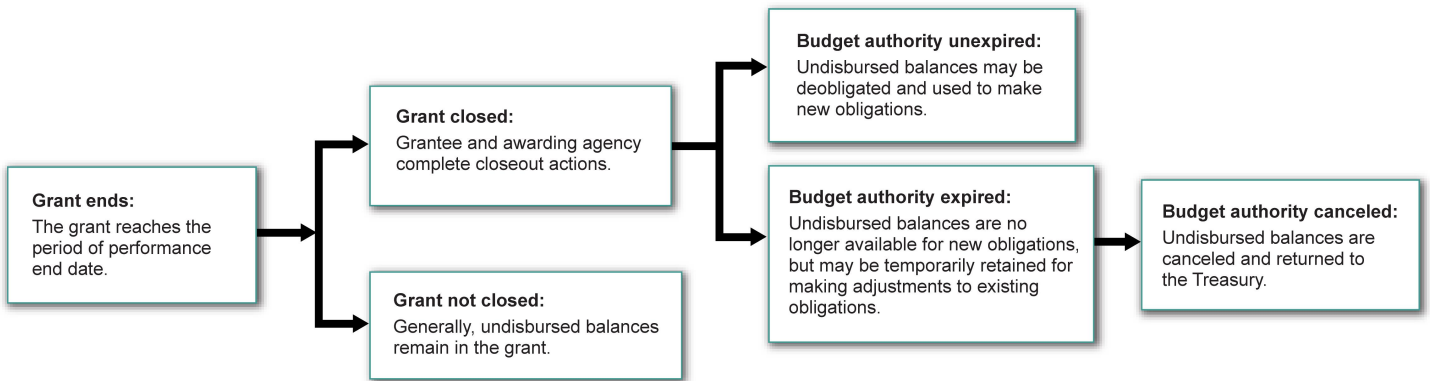 Grant ends:
The grant reaches the
period of performance
end date.
Grant closed:
Grantee and awarding agency
complete closeout actions.
Grant not closed:
Generally, undisbursed balances
remain in the grant.
Budget authority unexpired:
Undisbursed balances may be
deobligated and used to make
new obligations.
Budget authority expired:
Undisbursed balances are no
longer available for new obligations,
but may be temporarily retained for
making adjustments to existing
obligations.
Budget authority canceled:
Undisbursed balances are
canceled and returned to
the Treasury.